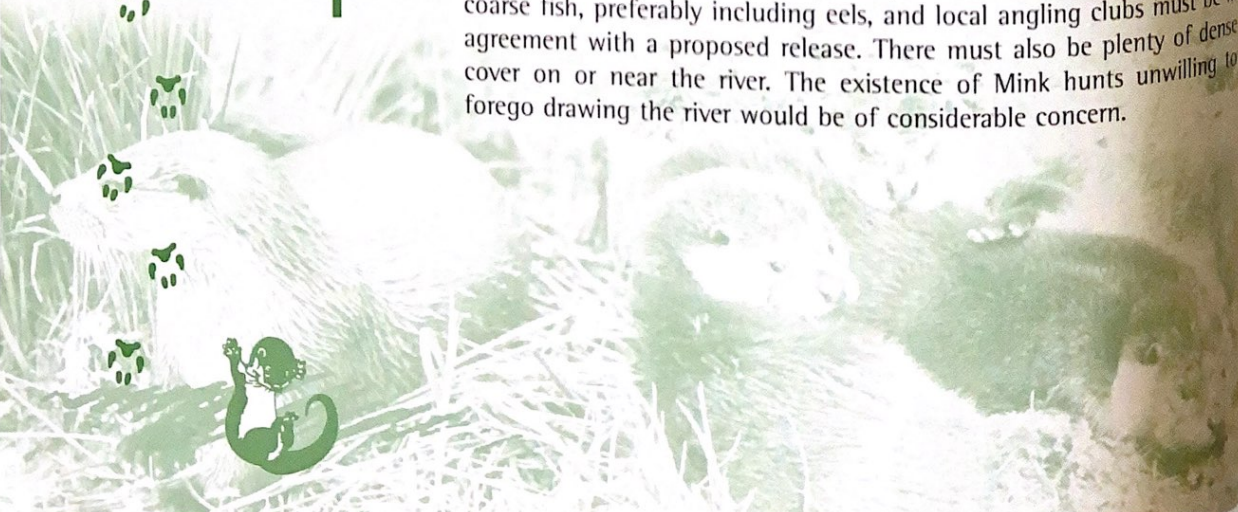 coarse fish, preferably including eels, and local angling clubs must be
agreement with a proposed release. There must also be plenty of dense
cover on or near the river. The existence of Mink hunts unwilling to
forego drawing the river would be of considerable concern.